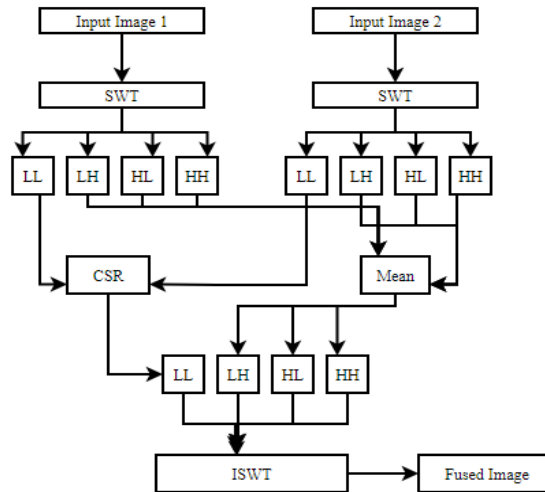 Input Image 1
Input Image 2
SWT
SWT
LL
LH
HL
HH
LL
LH
HL
HH
CSR
Mean
LL
LH
HL
HH
ISWT
Fused Image